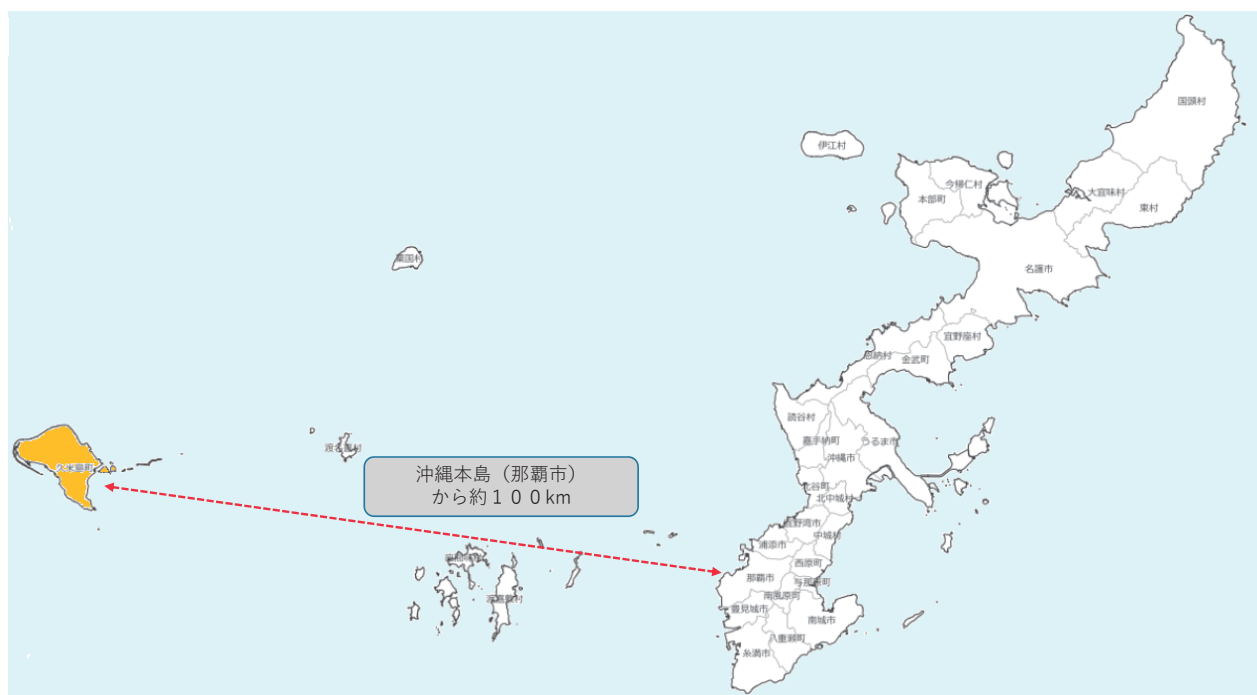 国頭村
伊江村
今帰仁村
大宜味村
本部町
東村
粟国村
名護市
宜野座村
恩納村
金武町
読谷村
嘉手納町
うるま市
渡名喜村
沖縄市
久米島町
沖縄本島（那覇市）
から約１００km
北谷町
北中城村
宜野湾市
中城村
浦添市
座間味村
西原町
那覇市
与那原町
南風原町
渡嘉敷村
豊見城市
南城市
八重瀬町
糸満市